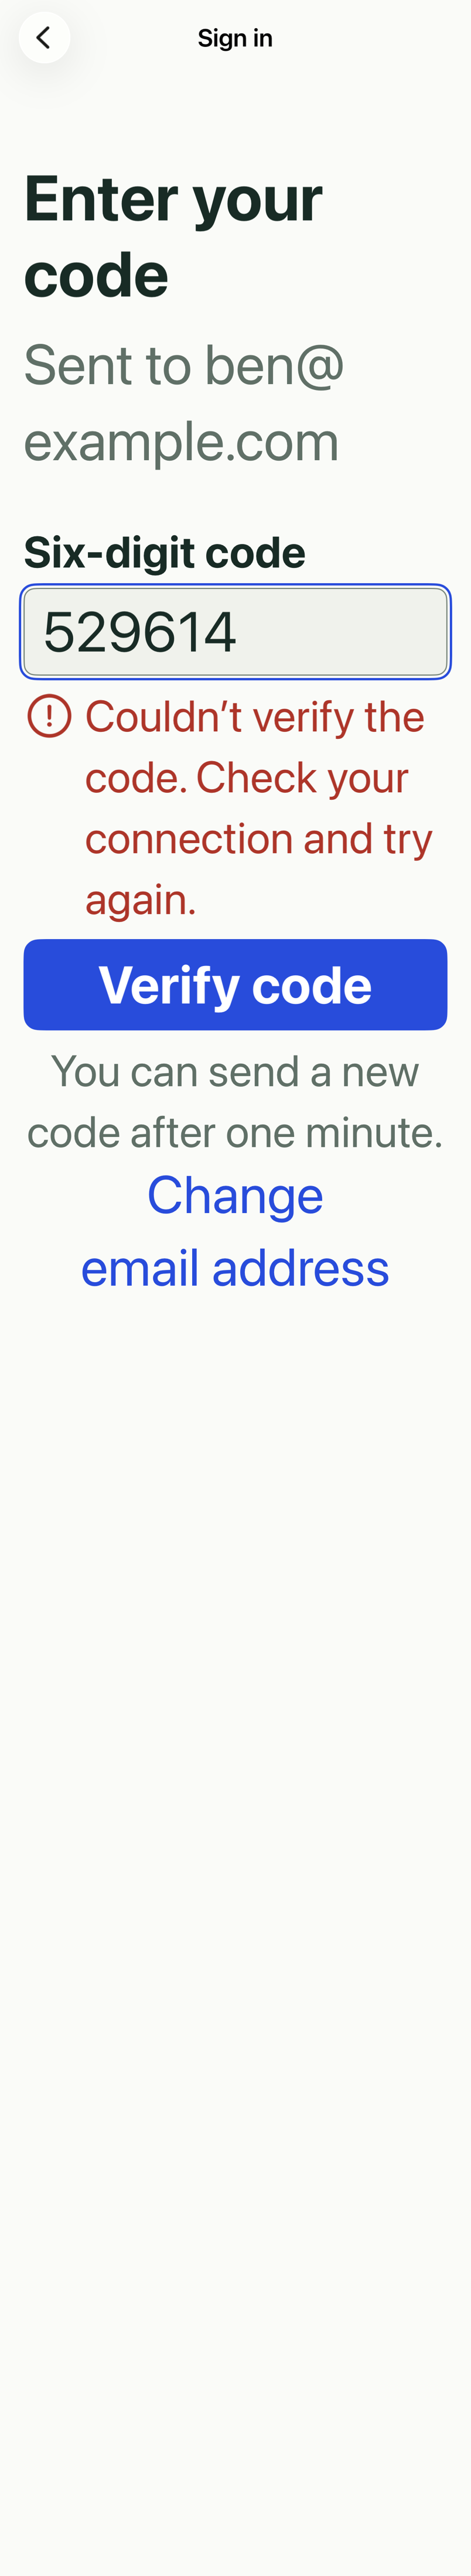 Sign in
Enter your
code
Sent to ben@
example.com
Six-digit code
529614
Couldn’t verify the
code. Check your
connection and try
again.
Verify code
You can send a new
code after one minute.
Change
email address